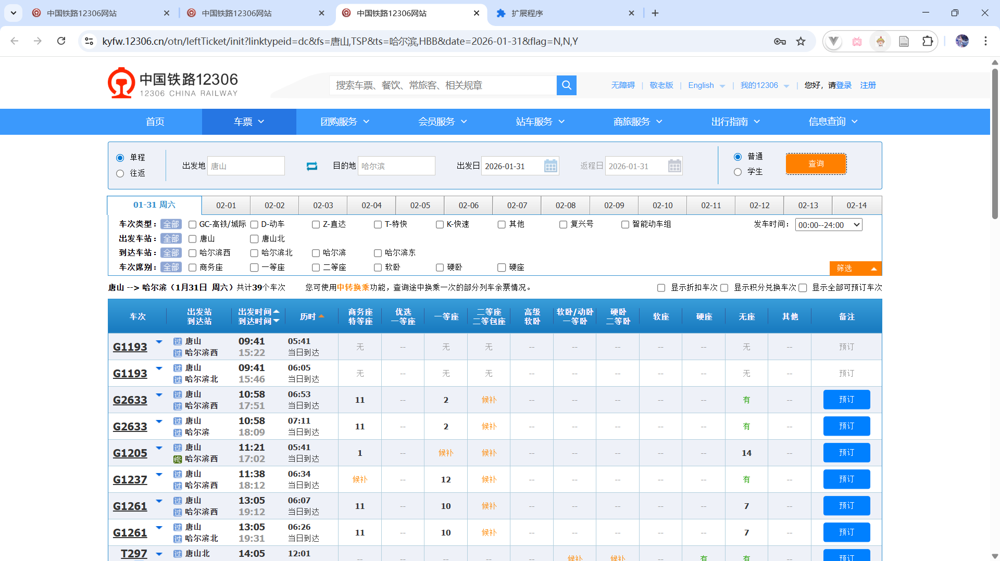 中国铁路12306网站
中国铁路12306网站
中国铁路12306网站
扩展程序
kyfw.12306.cn/otn/leftTicket/init?linktypeid=dc&fs=唐山,TSP&ts=哈尔滨,HBB&date=2026-01-31&flag=N,N,Y
中国铁路12306
12306 CHINA RAILWAY
搜索车票、餐饮、常旅客、相关规章
无障碍 | 敬老版 | English | 我的12306 | 您好，请登录 注册
首页 车票 团购服务 会员服务 站车服务 商旅服务 出行指南 信息查询
单程
往返
出发地 唐山 目的地 哈尔滨 出发日 2026-01-31 返程日 2026-01-31
普通
学生
查询
01-31 周六 02-01 02-02 02-03 02-04 02-05 02-06 02-07 02-08 02-09 02-10 02-11 02-12 02-13 02-14
车次类型： 全部 GC-高铁/城际 D-动车 Z-直达 T-特快 K-快速 其他 复兴号 智能动车组 发车时间： 00:00--24:00
出发车站： 全部 唐山 唐山北
到达车站： 全部 哈尔滨西 哈尔滨北 哈尔滨 哈尔滨东
车次席别： 全部 商务座 一等座 二等座 软卧 硬卧 硬座
筛选
唐山 --> 哈尔滨（1月31日 周六）共计39个车次 您可使用中转换乘功能，查询途中换乘一次的部分列车余票情况。 显示折扣车次 显示积分兑换车次 显示全部可预订车次
车次 出发站 到达站 出发时间 到达时间 历时 商务座 特等座 优选 一等座 一等座 二等座 二等包座 高级 软卧 软卧/动卧 一等卧 硬卧 二等卧 软座 硬座 无座 其他 备注
G1193 过 唐山 09:41 05:41 无 -- 无 无 -- -- -- -- -- 无 -- 预订
过 哈尔滨西 15:22 当日到达
G1193 过 唐山 09:41 06:05 无 -- 无 无 -- -- -- -- -- 无 -- 预订
过 哈尔滨北 15:46 当日到达
G2633 过 唐山 10:58 06:53 11 -- 2 候补 -- -- -- -- -- 有 -- 预订
过 哈尔滨西 17:51 当日到达
G2633 过 唐山 10:58 07:11 11 -- 2 候补 -- -- -- -- -- 有 -- 预订
过 哈尔滨 18:09 当日到达
G1205 过 唐山 11:21 05:41 1 -- 候补 候补 -- -- -- -- -- 14 -- 预订
终 哈尔滨西 17:02 当日到达
G1237 过 唐山 11:38 06:34 候补 -- 12 候补 -- -- -- -- -- 有 -- 预订
过 哈尔滨西 18:12 当日到达
G1261 过 唐山 13:05 06:07 11 -- 10 候补 -- -- -- -- -- 7 -- 预订
过 哈尔滨西 19:12 当日到达
G1261 过 唐山 13:05 06:26 11 -- 10 候补 -- -- -- -- -- 7 -- 预订
过 哈尔滨北 19:31 当日到达
T297 过 唐山北 14:05 12:01 -- -- -- -- -- 候补 候补 -- 有 有 -- 预订